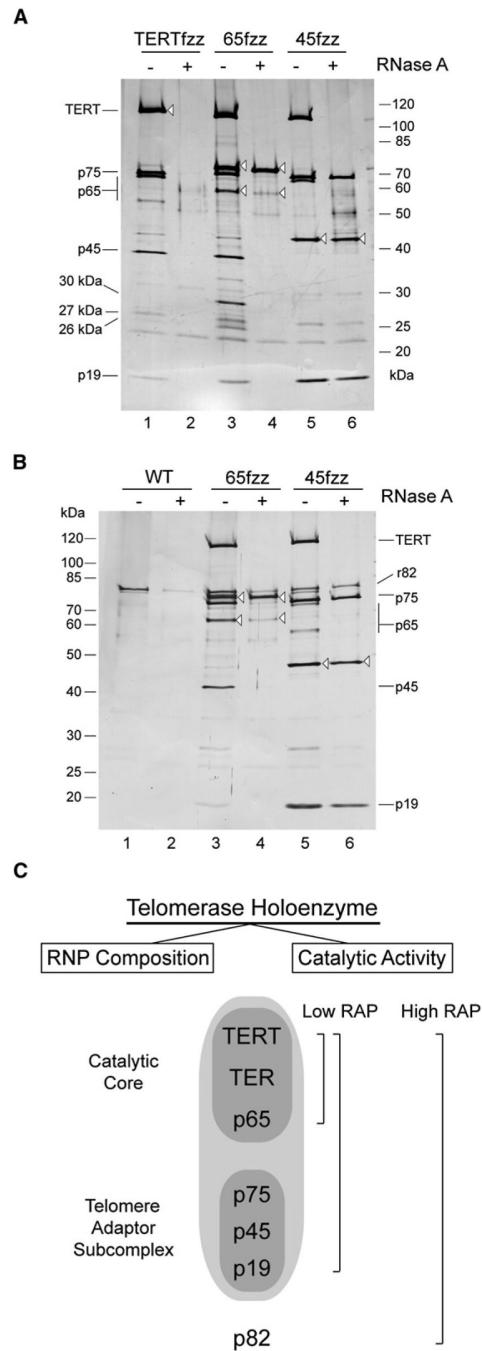 A
TERTfzz 65fzz 45fzz
- + - + - + RNase A
TERT
p75
p65
p45
30 kDa
27 kDa
26 kDa
p19
120
100
85
70
60
50
40
30
25
20
kDa
1 2 3 4 5 6
B
WT 65fzz 45fzz
- + - + - + RNase A
kDa
120
100
85
70
60
50
40
30
25
20
TERT
r82
p75
p65
p45
p19
1 2 3 4 5 6
C
Telomerase Holoenzyme
RNP Composition Catalytic Activity
Low RAP High RAP
Catalytic
Core
TERT
TER
p65
Telomere
Adaptor
Subcomplex
p75
p45
p19
p82